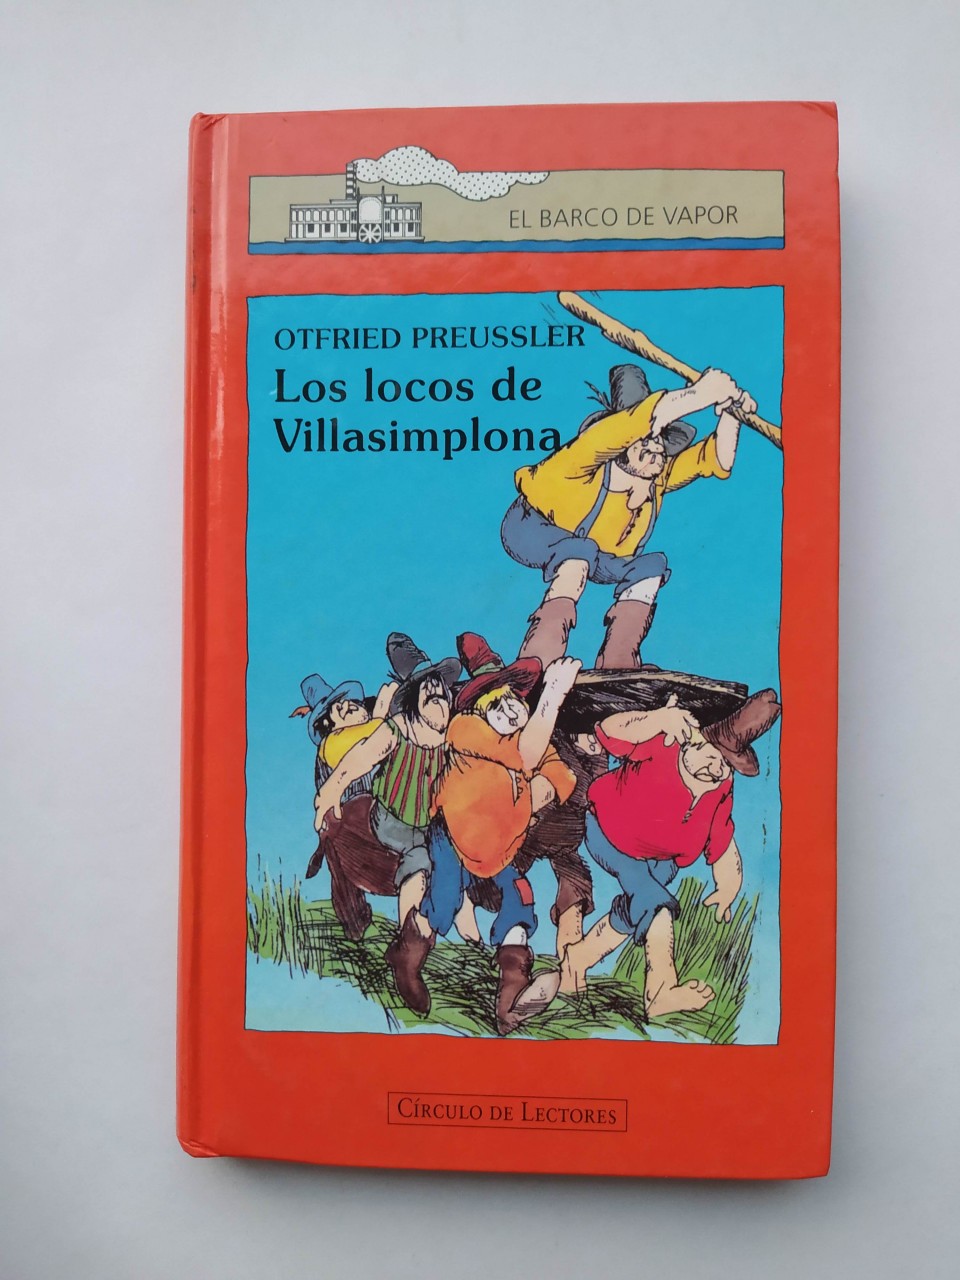 EL BARCO DE VAPOR
OTFRIED PREUSSLER
Los locos de
Villasimplona
CÍRCULO DE LECTORES